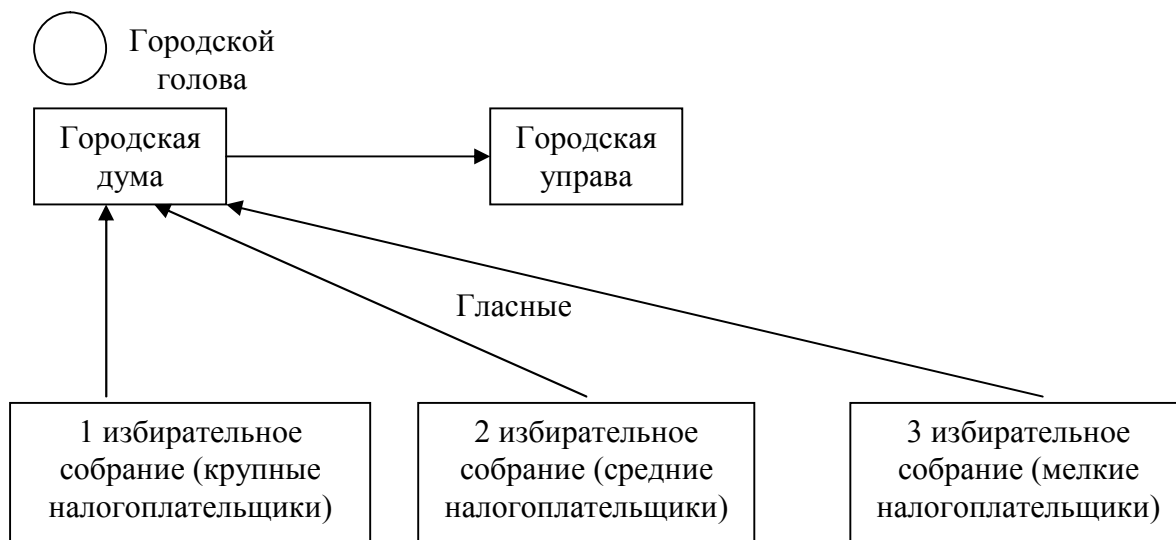 Городской
голова
Городская
дума
Городская
управа
Гласные
1 избирательное
собрание (крупные
налогоплательщики)
2 избирательное
собрание (средние
налогоплательщики)
3 избирательное
собрание (мелкие
налогоплательщики)